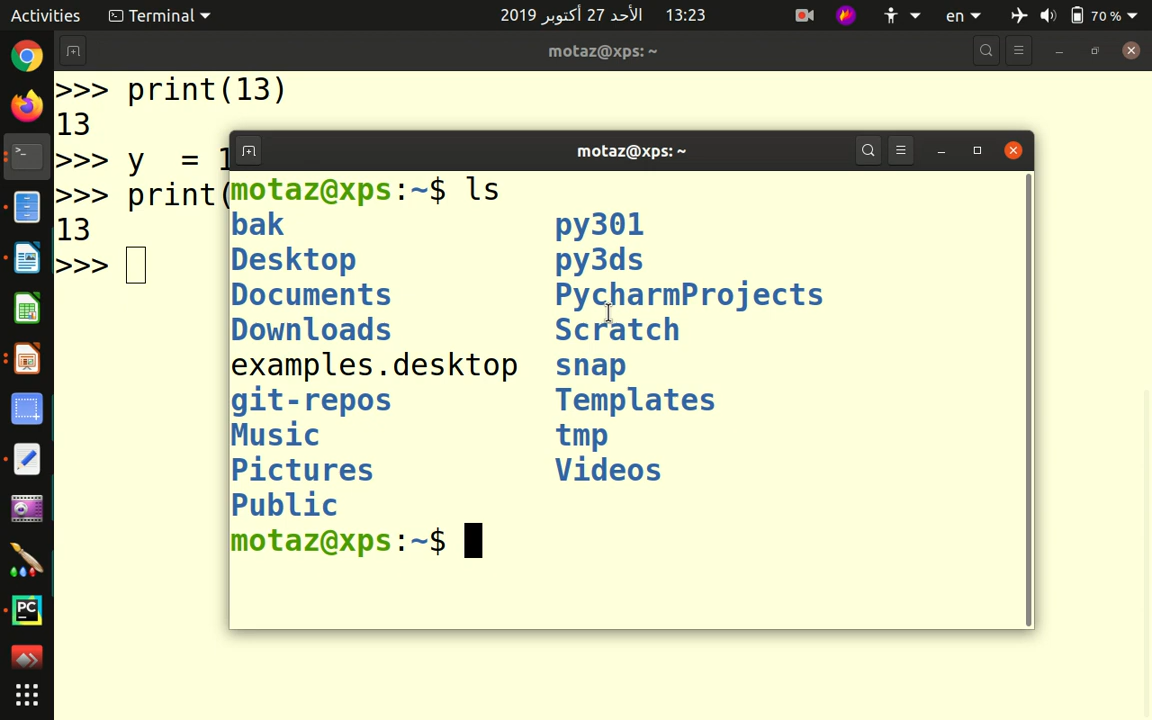 Activities Terminal الأحد 27 أكتوبر 2019 13:23 en 70 %
motaz@xps: ~
>>> print(13)
13
>>> y = 1
>>> print(
13
>>>
motaz@xps: ~
motaz@xps:~$ ls
bak py301
Desktop py3ds
Documents PycharmProjects
Downloads Scratch
examples.desktop snap
git-repos Templates
Music tmp
Pictures Videos
Public
motaz@xps:~$
PC